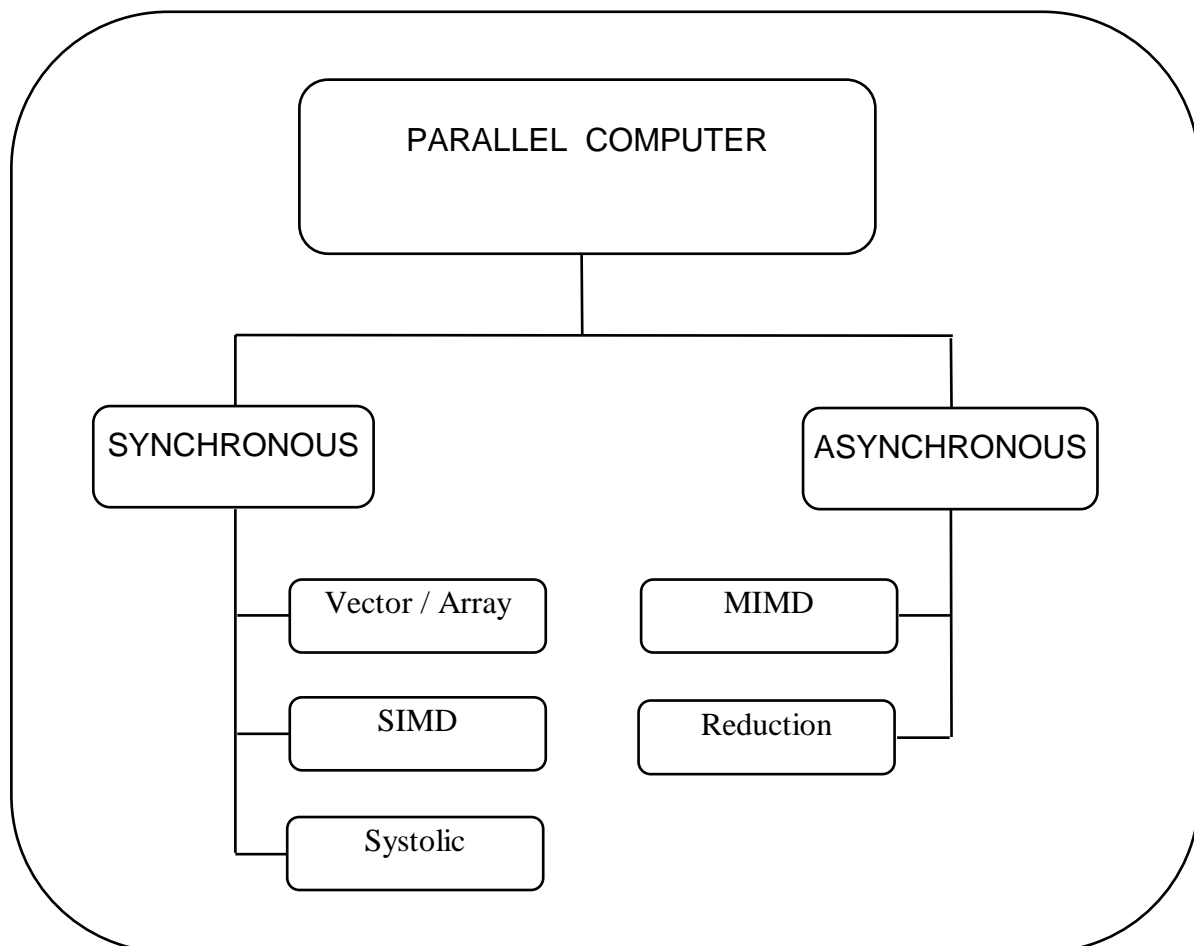 PARALLEL COMPUTER
SYNCHRONOUS
ASYNCHRONOUS
Vector / Array
MIMD
SIMD
Reduction
Systolic